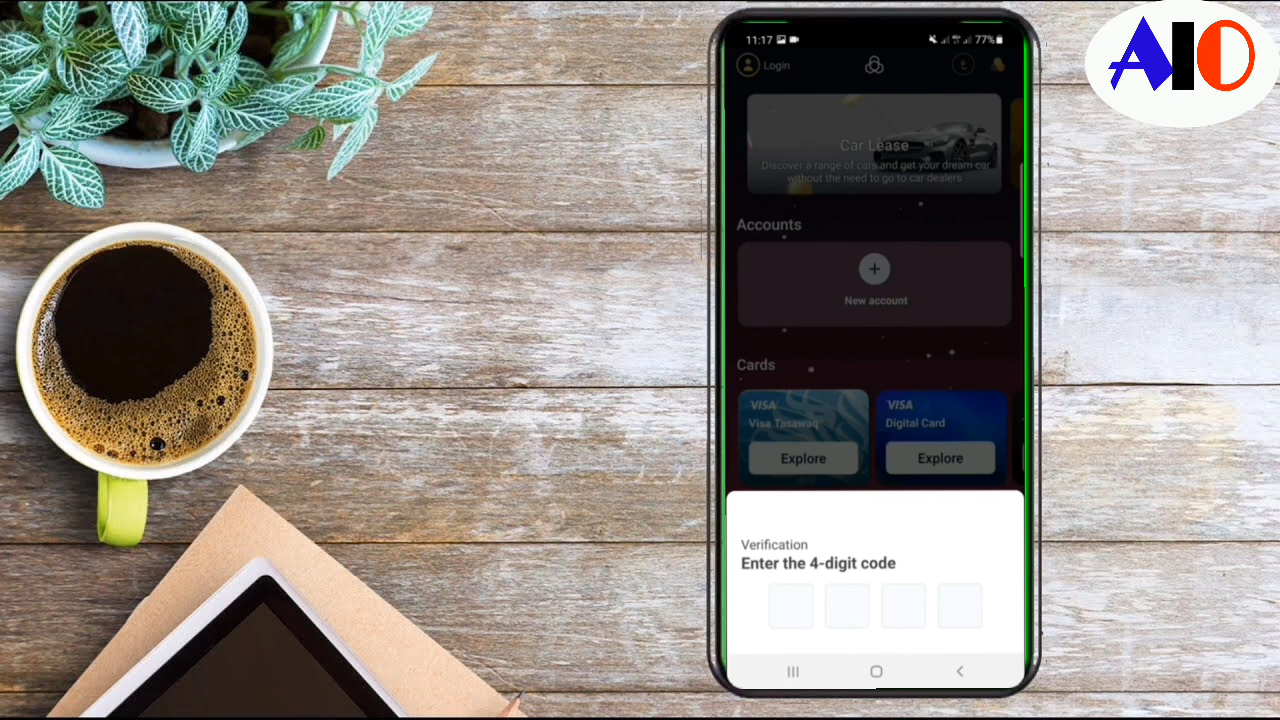 AIO
11:17
77%
Login
ع
Car Lease
Discover a range of cars and get your dream car
without the need to go to car dealers
Accounts
+
New account
Cards
VISA
Visa Tasawaq
Explore
VISA
Digital Card
Explore
Verification
Enter the 4-digit code